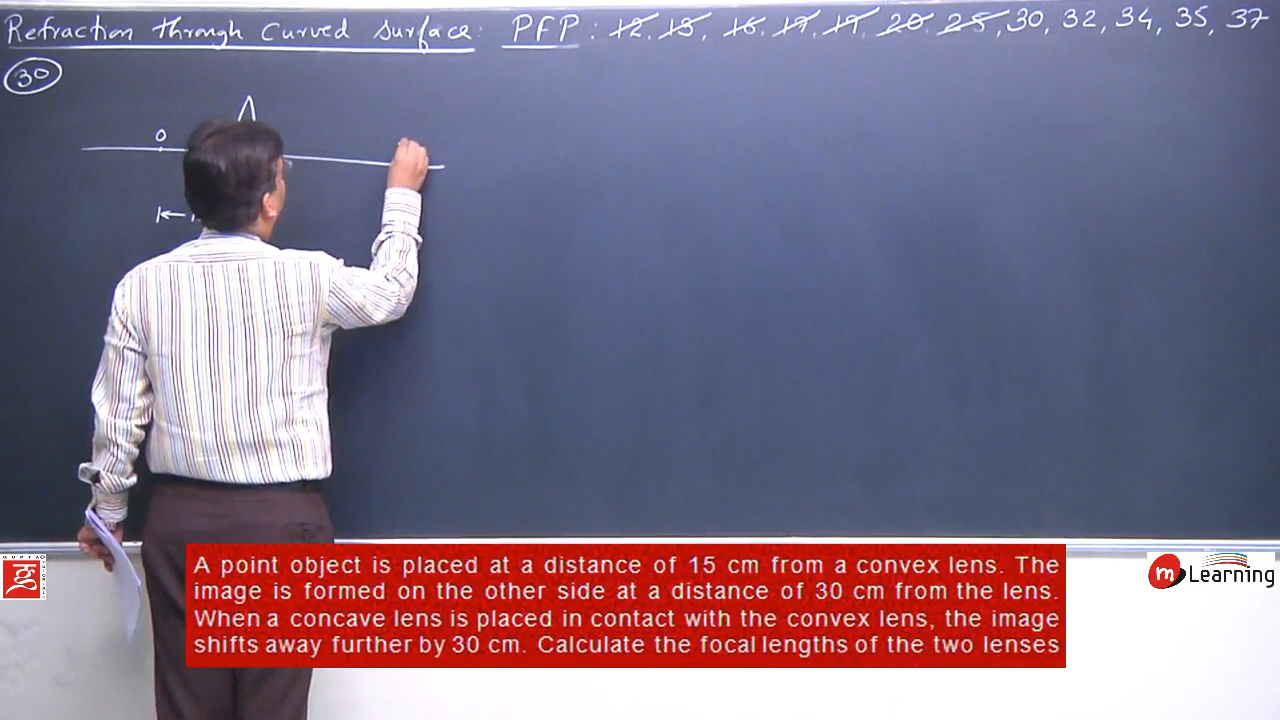 Refraction through Curved surface: PFP: 12, 15, 16, 17, 19, 20, 25, 30, 32, 34, 35, 37
30
O
A point object is placed at a distance of 15 cm from a convex lens. The
image is formed on the other side at a distance of 30 cm from the lens.
When a concave lens is placed in contact with the convex lens, the image
shifts away further by 30 cm. Calculate the focal lengths of the two lenses
GUPTA
m Learning